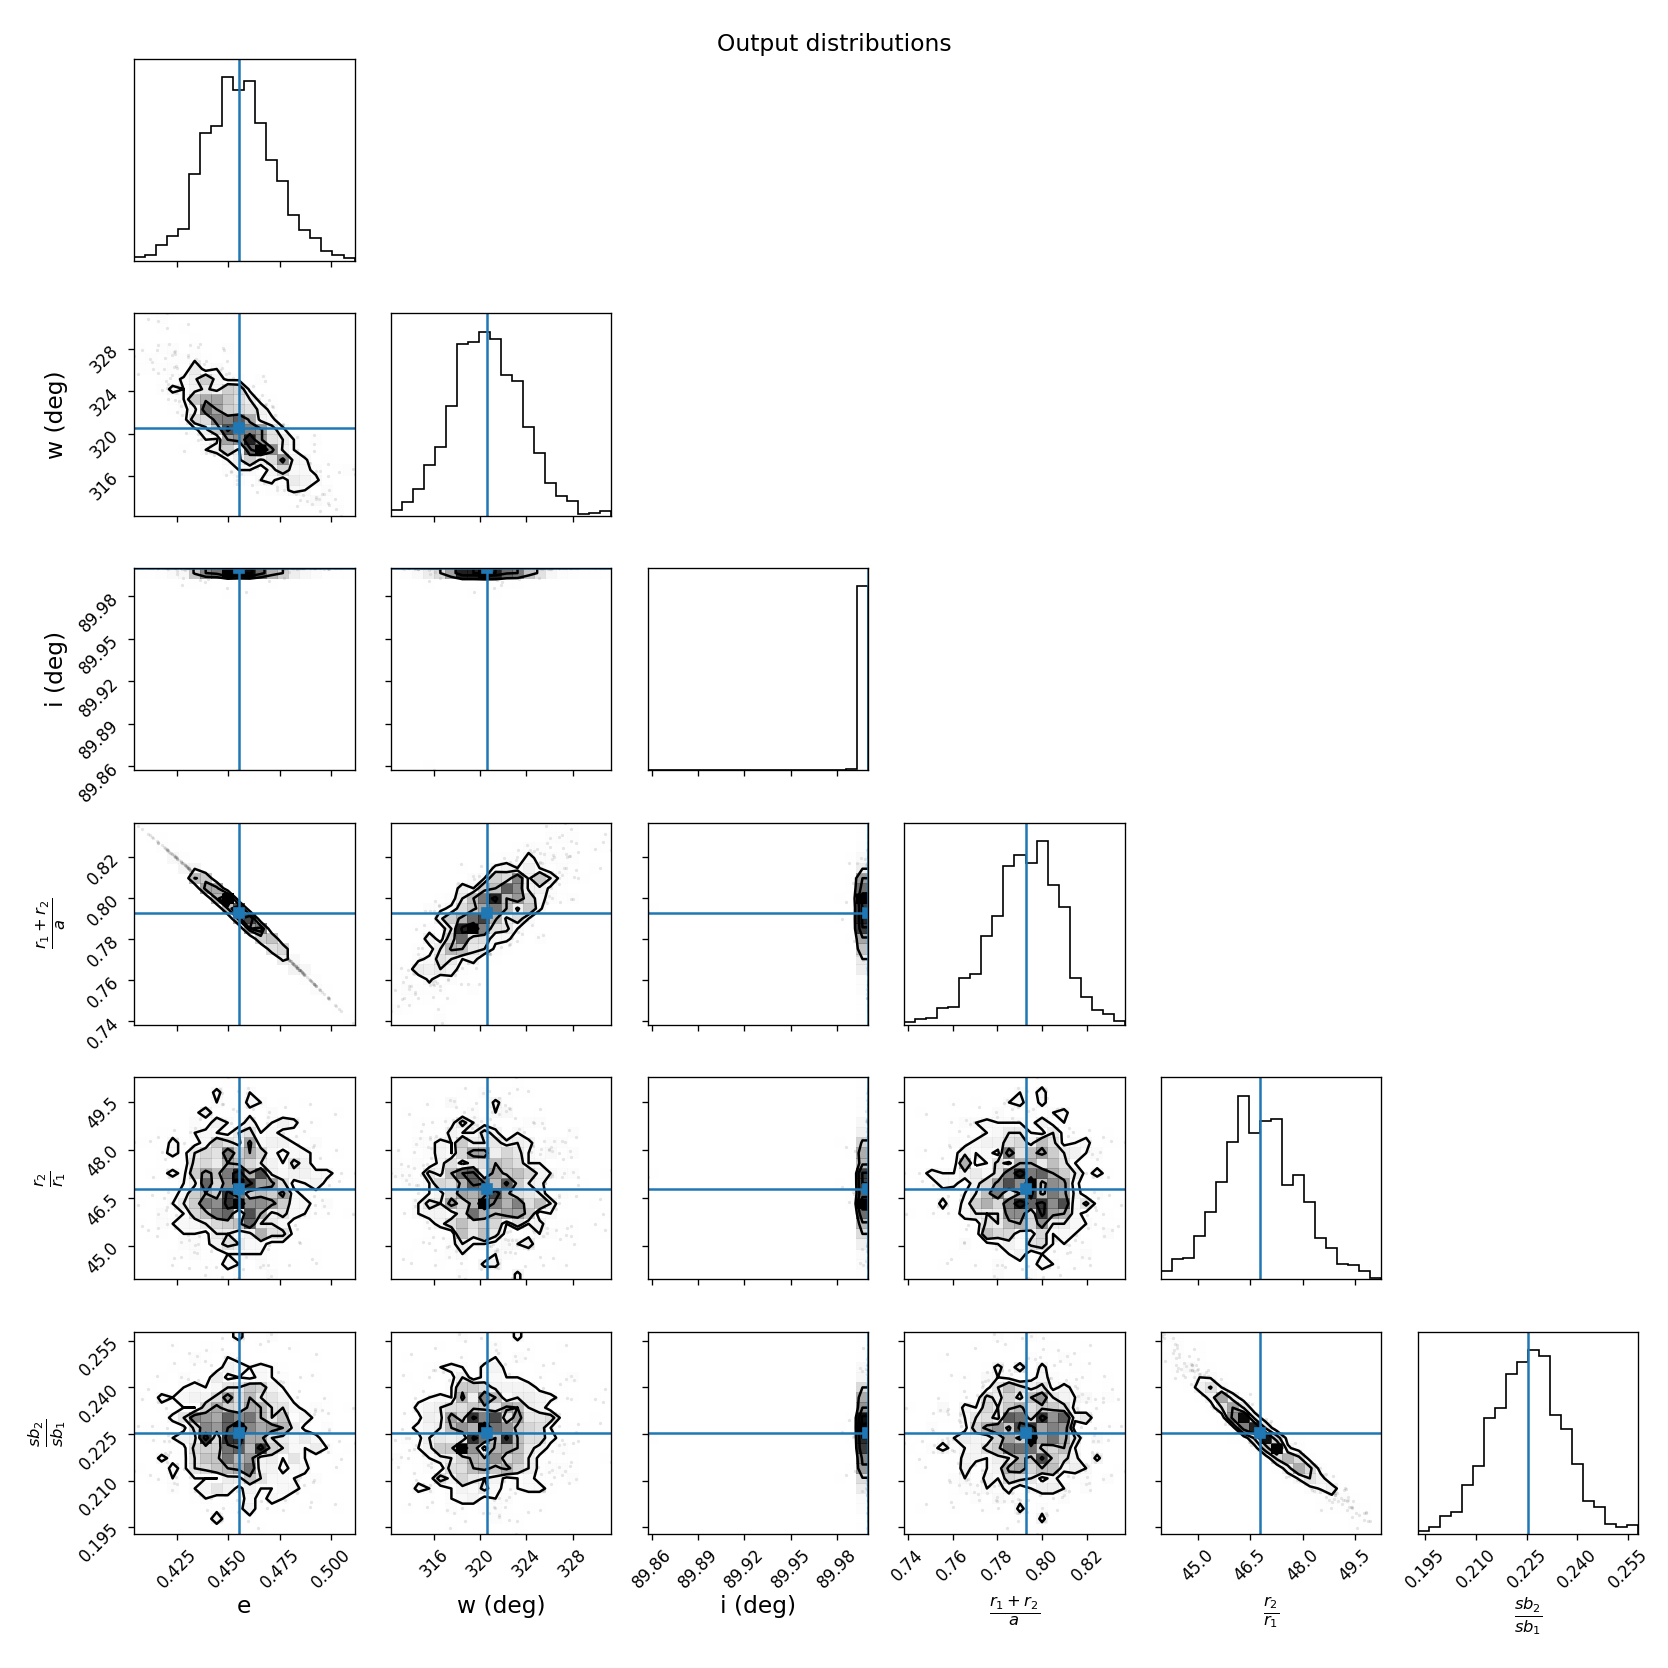 Output distributions
w (deg)
328
324
320
316
i (deg)
89.98
89.95
89.92
89.89
89.86
r₁ + r₂
a
0.82
0.80
0.78
0.76
0.74
r₂
r₁
49.5
48.0
46.5
45.0
sb₂
sb₁
0.255
0.240
0.225
0.210
0.195
0.425 0.450 0.475 0.500
316 320 324 328
89.86 89.89 89.92 89.95 89.98
0.74 0.76 0.78 0.80 0.82
45.0 46.5 48.0 49.5
0.195 0.210 0.225 0.240 0.255
e
w (deg)
i (deg)
r₁ + r₂
a
r₂
r₁
sb₂
sb₁